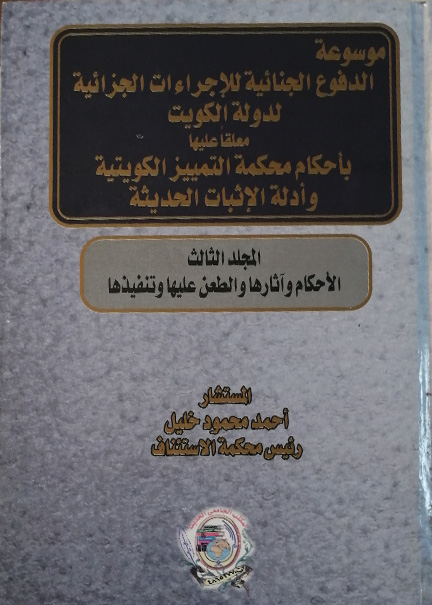 موسوعة
الدفوع الجنائية للإجراءات الجزائية
لدولة الكويت
معلقاً عليها
بأحكام محكمة التمييز الكويتية
وأدلة الإثبات الحديثة
المجلد الثالث
الأحكام وآثارها والطعن عليها وتنفيذها
المستشار
أحمد محمود خليل
رئيس محكمة الاستئناف